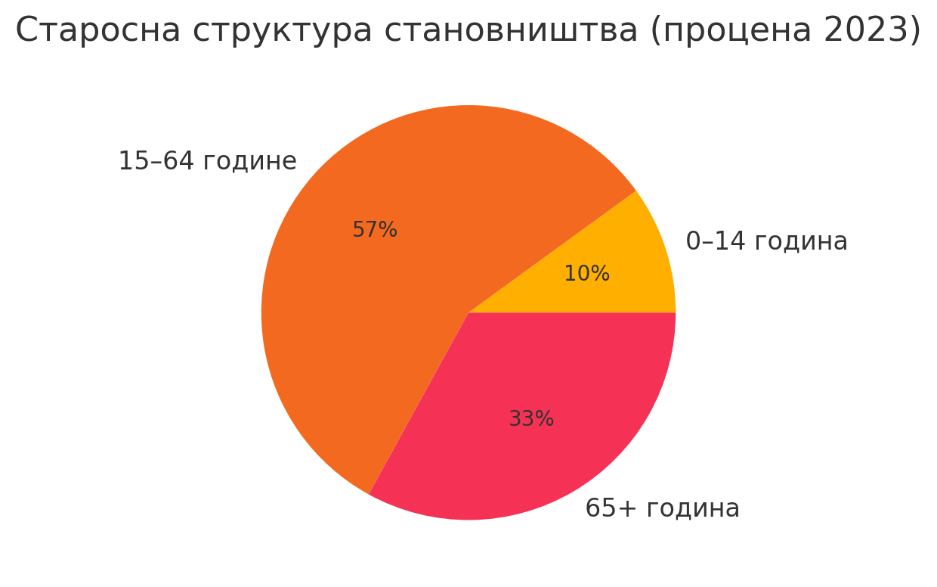 Старосна структура становништва (процена 2023)
15–64 године
57%
0–14 година
10%
33%
65+ година